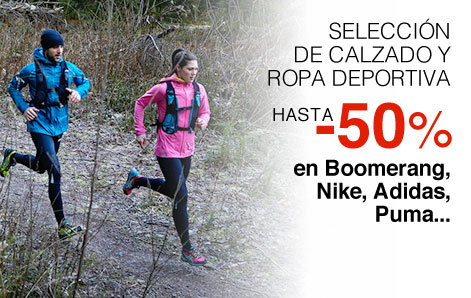 SELECCIÓN
DE CALZADO Y
ROPA DEPORTIVA
HASTA -50%
en Boomerang,
Nike, Adidas,
Puma...